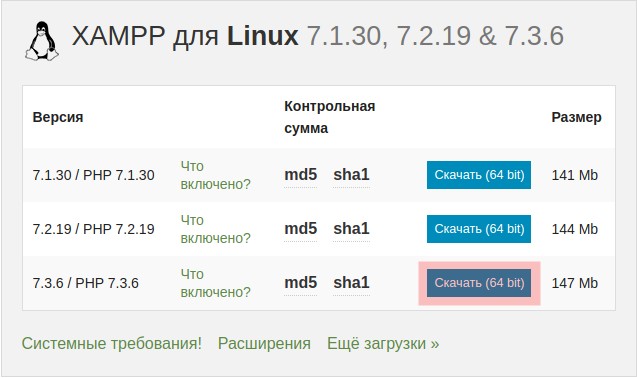 XAMPP для Linux 7.1.30, 7.2.19 & 7.3.6
Версия Контрольная сумма Размер
7.1.30 / PHP 7.1.30 Что включено? md5 sha1 Скачать (64 bit) 141 Mb
7.2.19 / PHP 7.2.19 Что включено? md5 sha1 Скачать (64 bit) 144 Mb
7.3.6 / PHP 7.3.6 Что включено? md5 sha1 Скачать (64 bit) 147 Mb
Системные требования! Расширения Ещё загрузки »